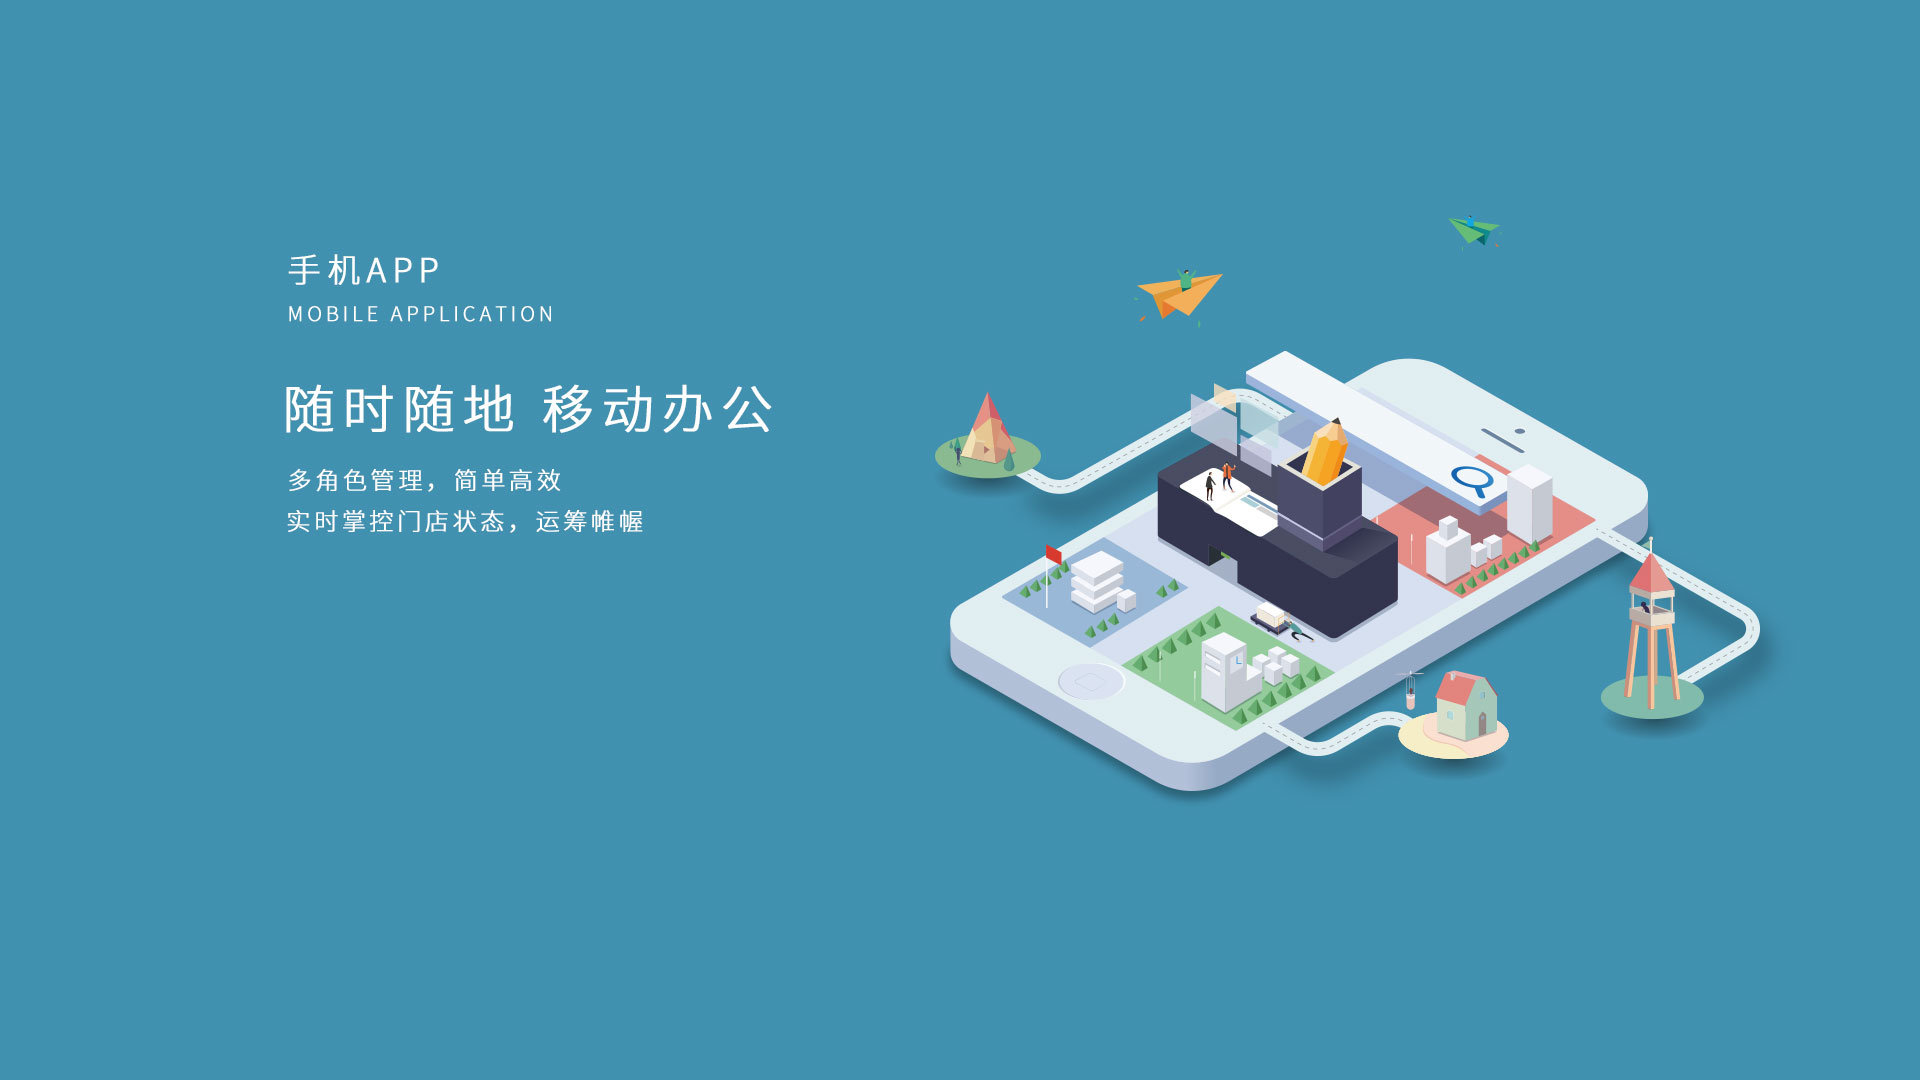 手机APP
MOBILE APPLICATION
随时随地 移动办公
多角色管理，简单高效
实时掌控门店状态，运筹帷幄
L